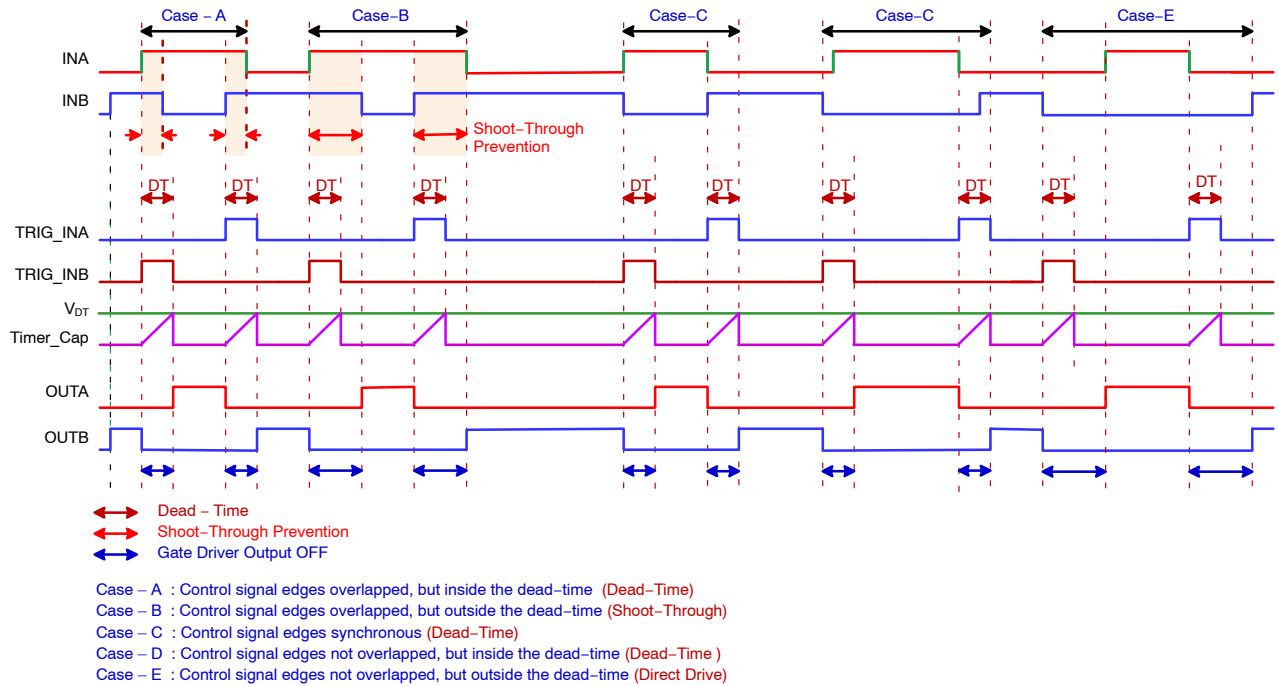 Case – A
Case–B
Case–C
Case–C
Case–E
INA
INB
Shoot–Through
Prevention
DT
DT
DT
DT
DT
DT
DT
DT
DT
DT
TRIG_INA
TRIG_INB
VDT
Timer_Cap
OUTA
OUTB
Dead – Time
Shoot–Through Prevention
Gate Driver Output OFF
Case – A : Control signal edges overlapped, but inside the dead–time (Dead–Time)
Case – B : Control signal edges overlapped, but outside the dead–time (Shoot–Through)
Case – C : Control signal edges synchronous (Dead–Time)
Case – D : Control signal edges not overlapped, but inside the dead–time (Dead–Time )
Case – E : Control signal edges not overlapped, but outside the dead–time (Direct Drive)